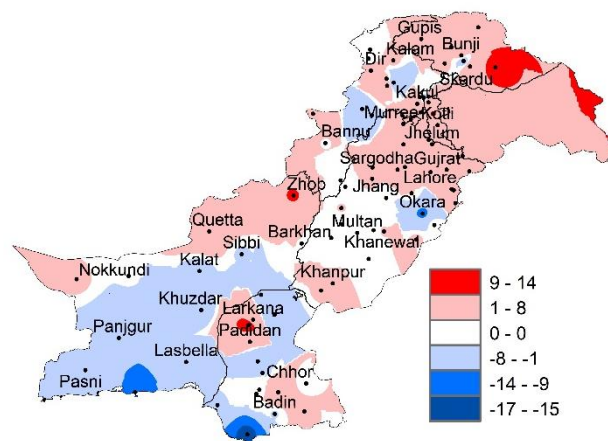 Gupis
Kalam
Bunji
Dir
Skardu
Kakul
Murree
Kotli
Bannu
Jhelum
Sargodha
Gujrat
Lahore
Zhob
Jhang
Okara
Quetta
Multan
Barkhan
Khanewal
Sibbi
Nokkundi
Kalat
Khanpur
Khuzdar
Larkana
Padidan
Panjgur
Lasbella
Pasni
Chhor
Badin
9 - 14
1 - 8
0 - 0
-8 - -1
-14 - -9
-17 - -15